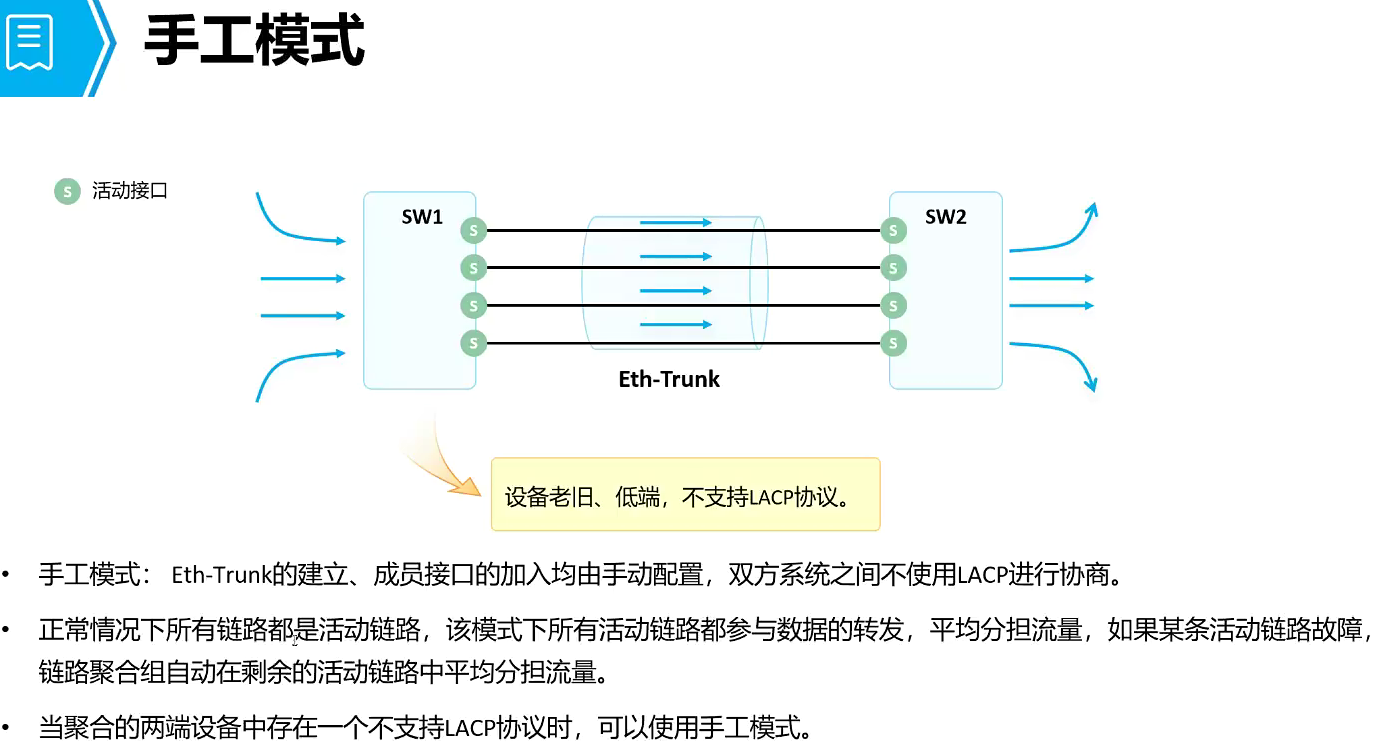 手工模式
S 活动接口
SW1
SW2
S
S
S
S
S
S
S
S
Eth-Trunk
设备老旧、低端，不支持LACP协议。
• 手工模式： Eth-Trunk的建立、成员接口的加入均由手动配置，双方系统之间不使用LACP进行协商。
• 正常情况下所有链路都是活动链路，该模式下所有活动链路都参与数据的转发，平均分担流量，如果某条活动链路故障，
链路聚合组自动在剩余的活动链路中平均分担流量。
• 当聚合的两端设备中存在一个不支持LACP协议时，可以使用手工模式。